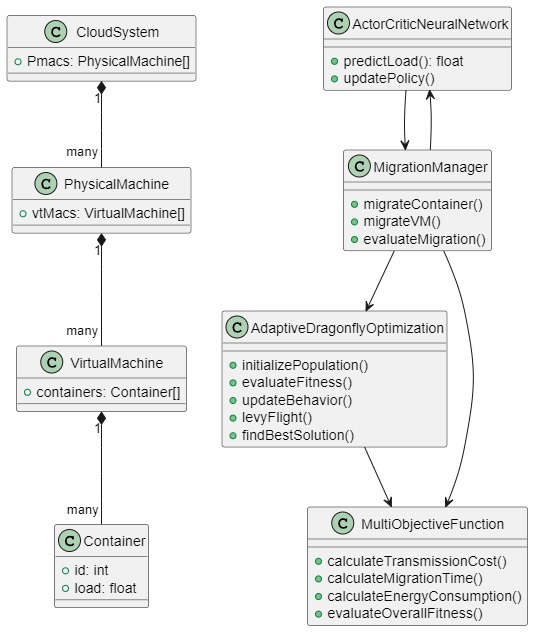 C CloudSystem
Pmacs: PhysicalMachine[]
1
many
C PhysicalMachine
vtMacs: VirtualMachine[]
1
many
C VirtualMachine
containers: Container[]
1
many
C Container
id: int
load: float
C ActorCriticNeuralNetwork
predictLoad(): float
updatePolicy()
C MigrationManager
migrateContainer()
migrateVM()
evaluateMigration()
C AdaptiveDragonflyOptimization
initializePopulation()
evaluateFitness()
updateBehavior()
levyFlight()
findBestSolution()
C MultiObjectiveFunction
calculateTransmissionCost()
calculateMigrationTime()
calculateEnergyConsumption()
evaluateOverallFitness()